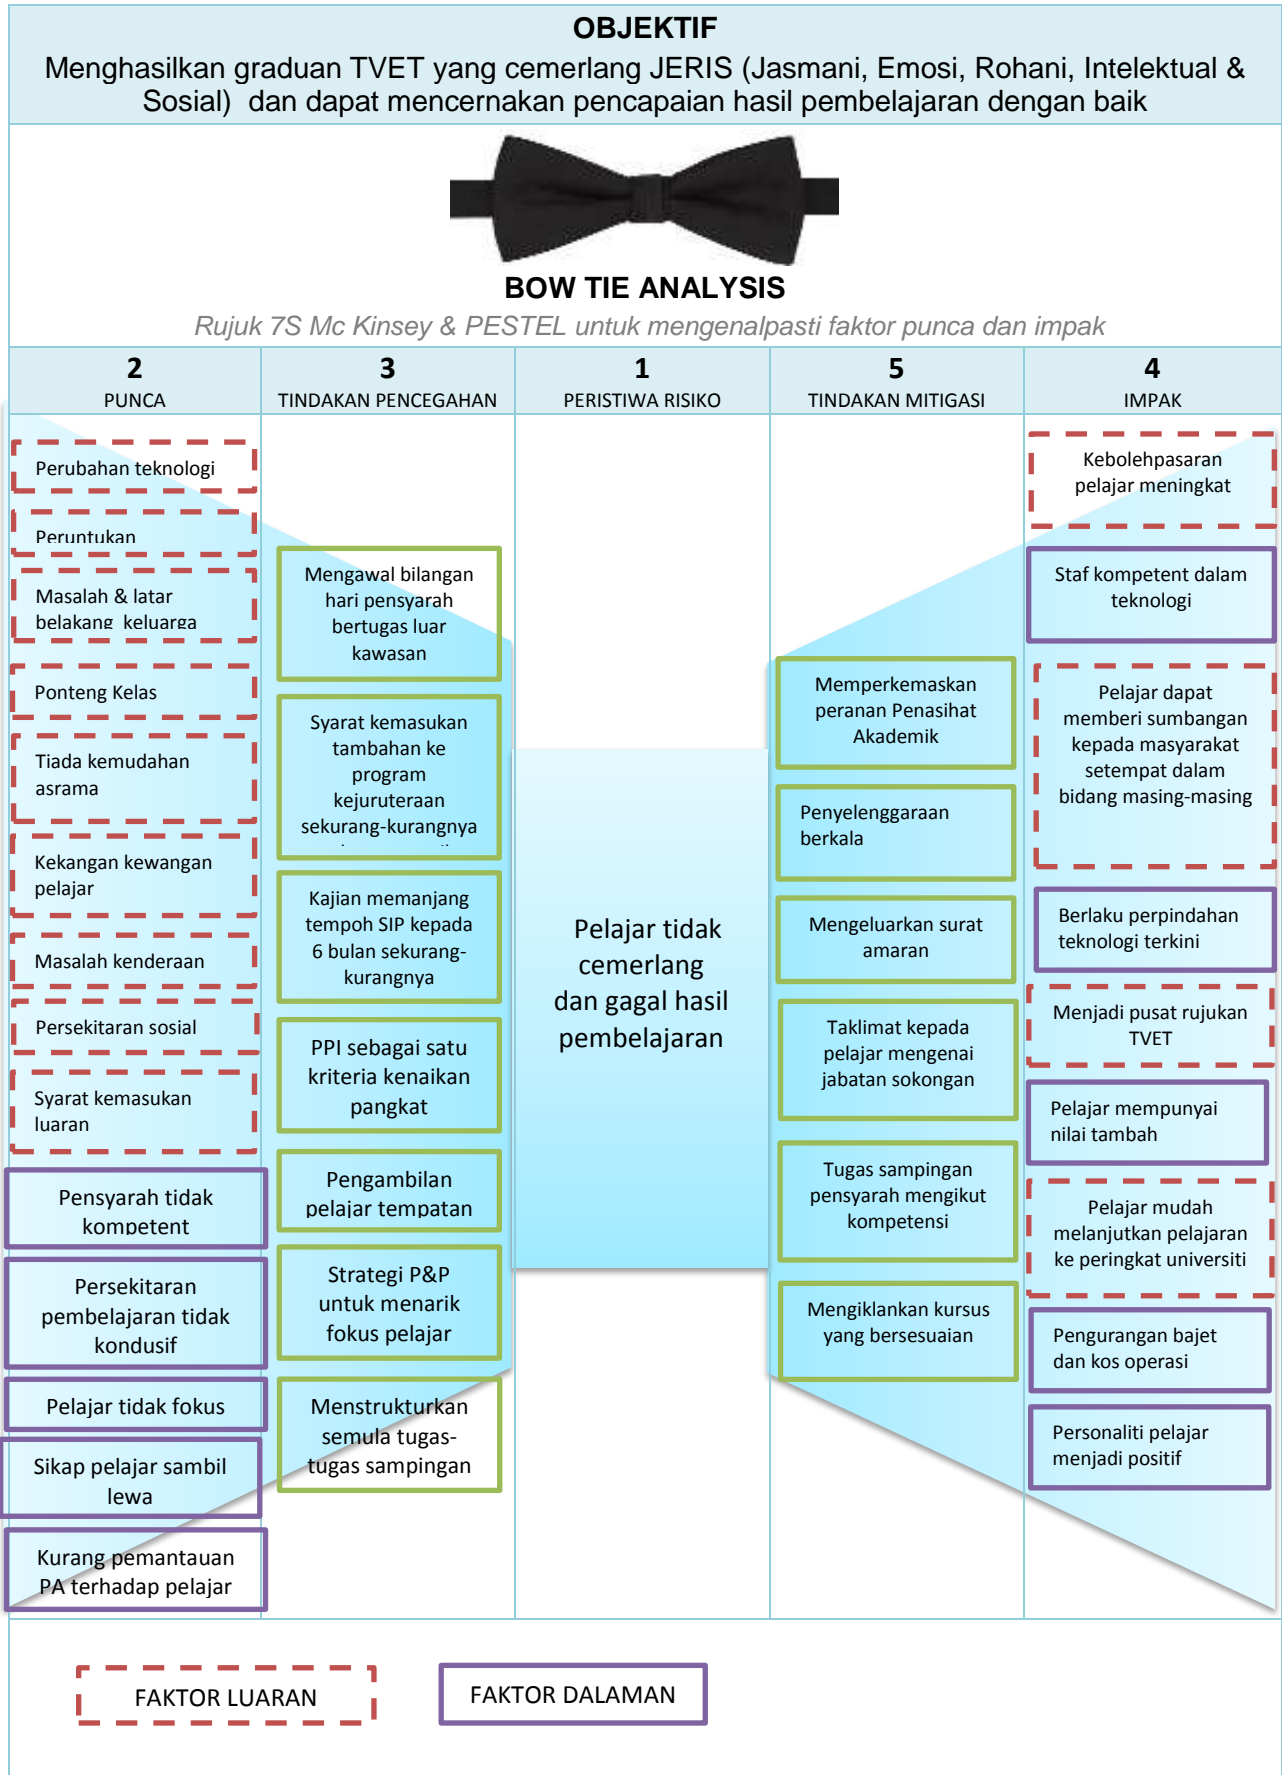 OBJEKTIF
Menghasilkan graduan TVET yang cemerlang JERIS (Jasmani, Emosi, Rohani, Intelektual &
Sosial) dan dapat mencernakan pencapaian hasil pembelajaran dengan baik
BOW TIE ANALYSIS
Rujuk 7S Mc Kinsey & PESTEL untuk mengenalpasti faktor punca dan impak
2
PUNCA
3
TINDAKAN PENCEGAHAN
1
PERISTIWA RISIKO
5
TINDAKAN MITIGASI
4
IMPAK
Perubahan teknologi
Peruntukan
Masalah & latar
belakang keluarga
Ponteng Kelas
Tiada kemudahan
asrama
Kekangan kewangan
pelajar
Masalah kenderaan
Persekitaran sosial
Syarat kemasukan
luaran
Pensyarah tidak
kompetent
Persekitaran
pembelajaran tidak
kondusif
Pelajar tidak fokus
Sikap pelajar sambil
lewa
Kurang pemantauan
PA terhadap pelajar
Mengawal bilangan
hari pensyarah
bertugas luar
kawasan
Syarat kemasukan
tambahan ke
program
kejuruteraan
sekurang-kurangnya
Kajian memanjang
tempoh SIP kepada
6 bulan sekurang-
kurangnya
PPI sebagai satu
kriteria kenaikan
pangkat
Pengambilan
pelajar tempatan
Strategi P&P
untuk menarik
fokus pelajar
Menstrukturkan
semula tugas-
tugas sampingan
Pelajar tidak
cemerlang
dan gagal hasil
pembelajaran
Memperkemaskan
peranan Penasihat
Akademik
Penyelenggaraan
berkala
Mengeluarkan surat
amaran
Taklimat kepada
pelajar mengenai
jabatan sokongan
Tugas sampingan
pensyarah mengikut
kompetensi
Mengiklankan kursus
yang bersesuaian
Kebolehpasaran
pelajar meningkat
Staf kompetent dalam
teknologi
Pelajar dapat
memberi sumbangan
kepada masyarakat
setempat dalam
bidang masing-masing
Berlaku perpindahan
teknologi terkini
Menjadi pusat rujukan
TVET
Pelajar mempunyai
nilai tambah
Pelajar mudah
melanjutkan pelajaran
ke peringkat universiti
Pengurangan bajet
dan kos operasi
Personaliti pelajar
menjadi positif
FAKTOR LUARAN
FAKTOR DALAMAN